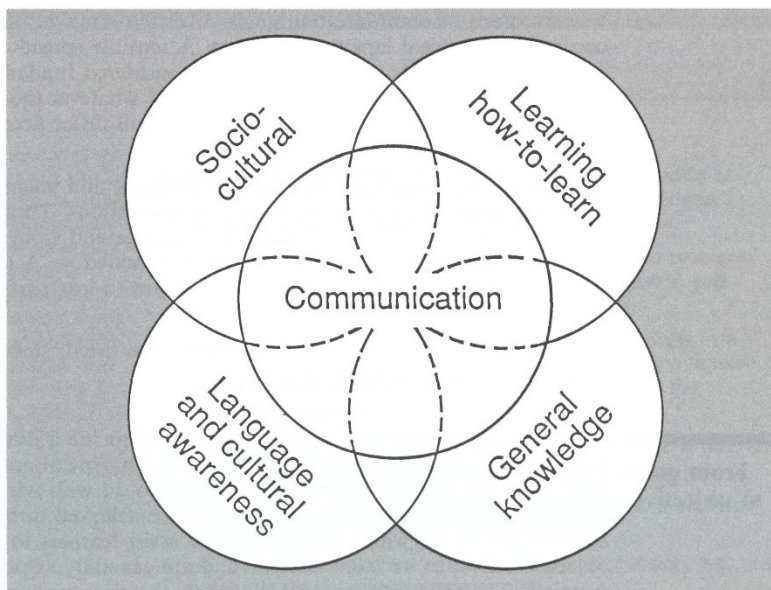 Socio-
cultural
Learning
how-to-learn
Communication
Language
and cultural
awareness
General
knowledge